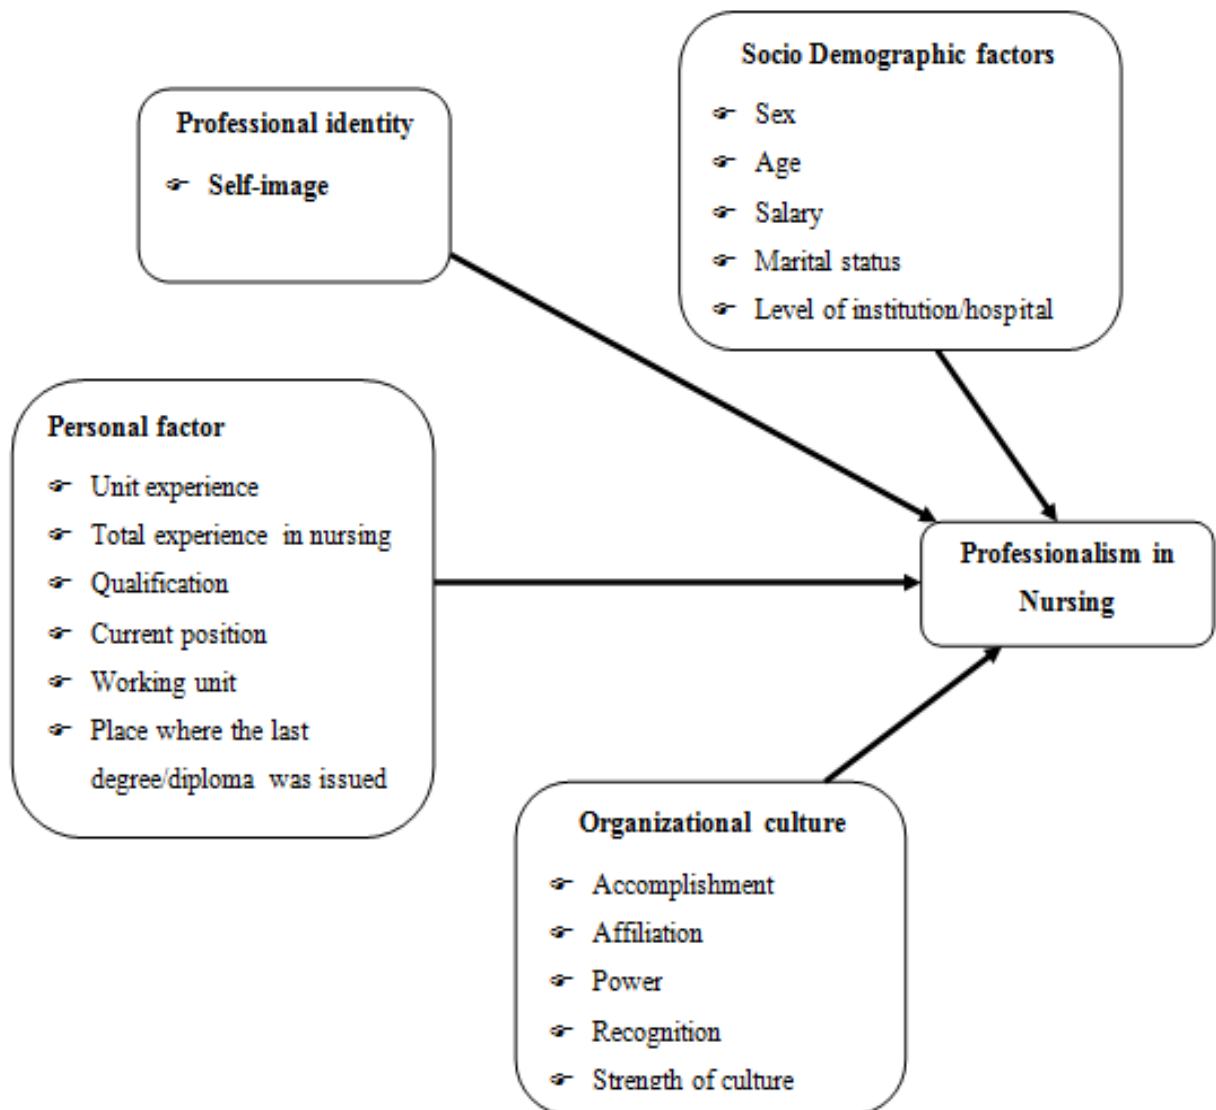 Socio Demographic factors
Sex
Age
Salary
Marital status
Level of institution/hospital
Professional identity
Self-image
Personal factor
Unit experience
Total experience in nursing
Qualification
Current position
Working unit
Place where the last
degree/diploma was issued
Professionalism in
Nursing
Organizational culture
Accomplishment
Affiliation
Power
Recognition
Strength of culture